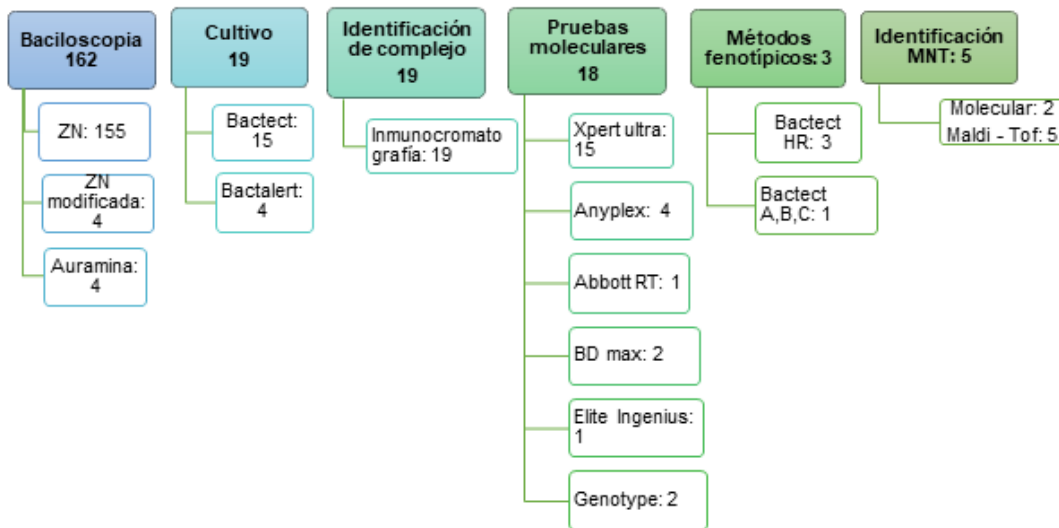 Baciloscopia
162
ZN: 155
ZN
modificada:
4
Auramina:
4
Cultivo
19
Bactect:
15
Bactalert:
4
Identificación
de complejo
19
Inmunocromato
grafía: 19
Pruebas
moleculares
18
Xpert ultra:
15
Anyplex: 4
Abbott RT: 1
BD max: 2
Elite Ingenius:
1
Genotype: 2
Métodos
fenotípicos: 3
Bactect
HR: 3
Bactect
A,B,C: 1
Identificación
MNT: 5
Molecular: 2
Maldi - Tof: 5